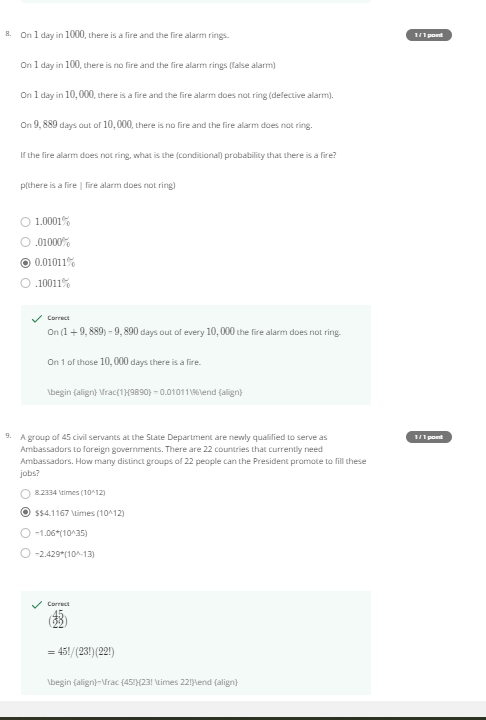 8. On 1 day in 1000, there is a fire and the fire alarm rings.
1 / 1 point
On 1 day in 100, there is no fire and the fire alarm rings (false alarm)
On 1 day in 10,000, there is a fire and the fire alarm does not ring (defective alarm).
On 9,889 days out of 10,000, there is no fire and the fire alarm does not ring.
If the fire alarm does not ring, what is the (conditional) probability that there is a fire?
p(there is a fire | fire alarm does not ring)
1.0001%
.01000%
0.01011%
.10011%
Correct
On (1 + 9,889) = 9,890 days out of every 10,000 the fire alarm does not ring.
On 1 of those 10,000 days there is a fire.
\begin {align} \frac{1}{9890} = 0.01011\%\end {align}
9. A group of 45 civil servants at the State Department are newly qualified to serve as
1 / 1 point
Ambassadors to foreign governments. There are 22 countries that currently need
Ambassadors. How many distinct groups of 22 people can the President promote to fill these
jobs?
8.2334 \times (10^12)
$$4.1167 \times (10^12)
~1.06*(10^35)
~2.429*(10^-13)
Correct
(45
22)
= 45!/(23!)(22!)
\begin {align}=\frac {45!}{23! \times 22!}\end {align}